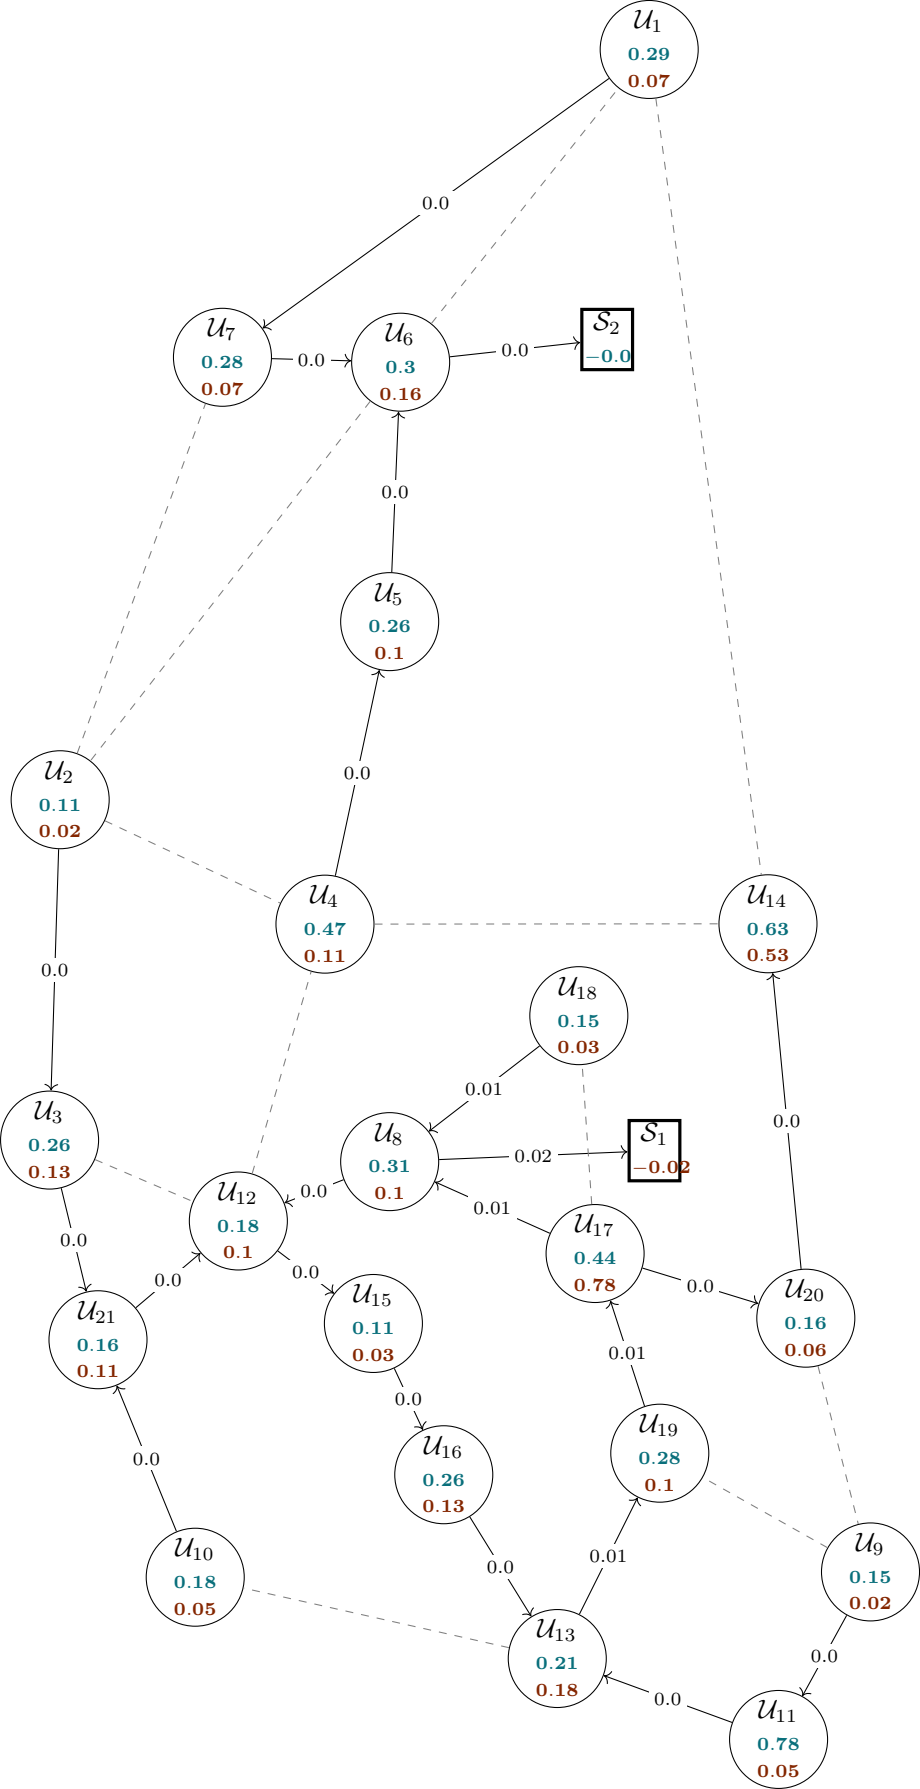 𝒰₁
0.29
0.07
0.0
𝒰₇
0.28
0.07
0.0
𝒰₆
0.3
0.16
0.0
𝒮₂
−0.0
0.0
𝒰₅
0.26
0.1
0.0
𝒰₂
0.11
0.02
𝒰₄
0.47
0.11
𝒰₁₄
0.63
0.53
0.0
𝒰₁₈
0.15
0.03
0.01
𝒰₃
0.26
0.13
𝒰₈
0.31
0.1
0.02
𝒮₁
−0.02
0.0
𝒰₁₂
0.18
0.1
0.0
0.01
𝒰₁₇
0.44
0.78
0.0
0.0
0.0
0.0
𝒰₂₀
0.16
0.06
𝒰₂₁
0.16
0.11
𝒰₁₅
0.11
0.03
0.01
0.0
𝒰₁₆
0.26
0.13
𝒰₁₉
0.28
0.1
0.0
𝒰₁₀
0.18
0.05
0.0
0.01
𝒰₉
0.15
0.02
𝒰₁₃
0.21
0.18
0.0
0.0
𝒰₁₁
0.78
0.05